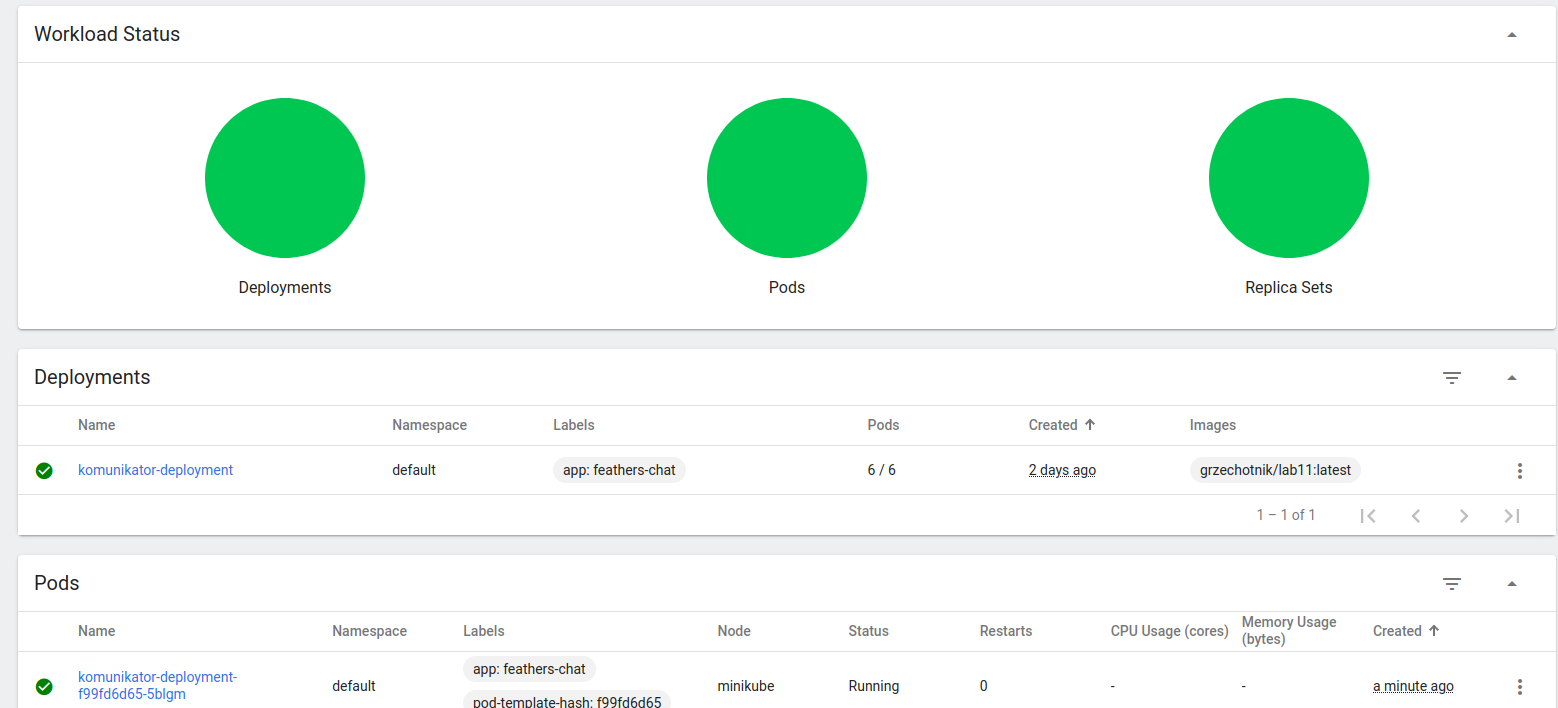 Workload Status
Deployments Pods Replica Sets
Deployments
Name Namespace Labels Pods Created Images
komunikator-deployment default app: feathers-chat 6 / 6 2 days ago grzechotnik/lab11:latest
1 – 1 of 1
Pods
Name Namespace Labels Node Status Restarts CPU Usage (cores) Memory Usage (bytes) Created
komunikator-deployment-f99fd6d65-5blgm default app: feathers-chat minikube Running 0 - - a minute ago
pod-template-hash: f99fd6d65